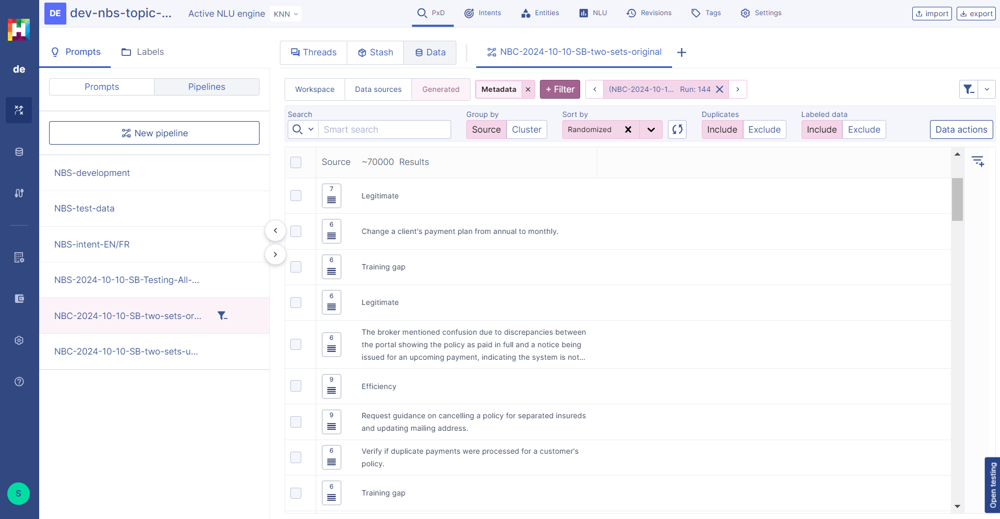 DE dev-nbs-topic-... Active NLU engine KNN PxD Intents Entities NLU Revisions Tags Settings import export
de
S
Prompts Labels
Prompts Pipelines
New pipeline
NBS-development
NBS-test-data
NBS-intent-EN/FR
NBS-2024-10-10-SB-Testing-All-...
NBC-2024-10-10-SB-two-sets-or...
NBC-2024-10-10-SB-two-sets-u...
Threads Stash Data NBC-2024-10-10-SB-two-sets-original +
Workspace Data sources Generated Metadata × + Filter (NBC-2024-10-1... Run: 144
Search Group by Sort by Duplicates Labeled data
Smart search Source Cluster Randomized Include Exclude Include Exclude Data actions
Source ~70000 Results
7
Legitimate
6
Change a client's payment plan from annual to monthly.
6
Training gap
6
Legitimate
6
The broker mentioned confusion due to discrepancies between
the portal showing the policy as paid in full and a notice being
issued for an upcoming payment, indicating the system is not...
9
Efficiency
9
Request guidance on cancelling a policy for separated insureds
and updating mailing address.
6
Verify if duplicate payments were processed for a customer's
policy.
6
Training gap
Open testing